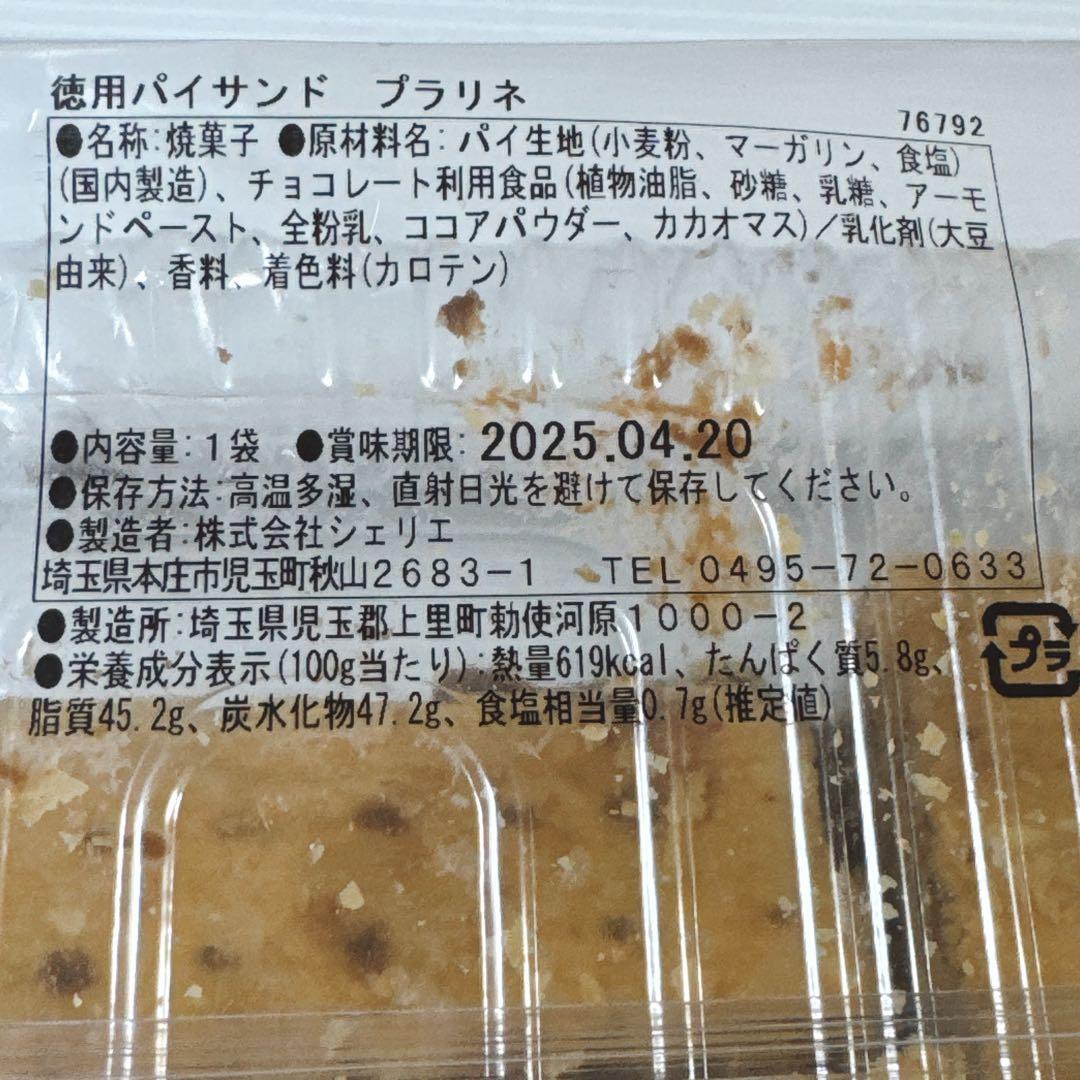 徳用パイサンド　プラリネ
76792
●名称:焼菓子 ●原材料名:パイ生地(小麦粉、マーガリン、食塩)
(国内製造)、チョコレート利用食品(植物油脂、砂糖、乳糖、アーモ
ンドペースト、全粉乳、ココアパウダー、カカオマス)/乳化剤(大豆
由来)、香料、着色料(カロテン)
●内容量:1袋 ●賞味期限:2025.04.20
●保存方法:高温多湿、直射日光を避けて保存してください。
●製造者:株式会社シェリエ
埼玉県本庄市児玉町秋山2683-1 TEL 0495-72-0633
●製造所:埼玉県児玉郡上里町勅使河原1000-2
●栄養成分表示(100g当たり):熱量619kcal、たんぱく質5.8g、
脂質45.2g、炭水化物47.2g、食塩相当量0.7g(推定値)
プラ